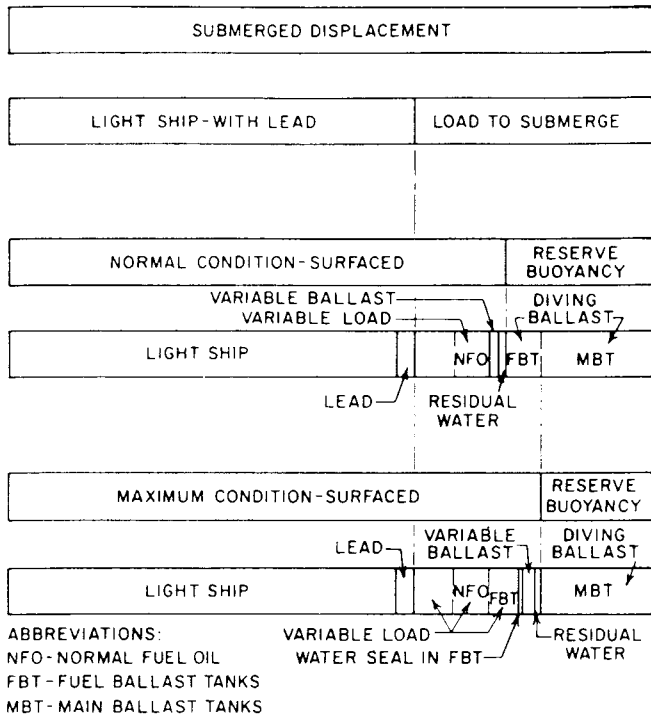 SUBMERGED DISPLACEMENT
LIGHT SHIP-WITH LEAD
LOAD TO SUBMERGE
NORMAL CONDITION-SURFACED
RESERVE
BUOYANCY
VARIABLE BALLAST
VARIABLE LOAD
DIVING
BALLAST
LIGHT SHIP
NFO
FBT
MBT
LEAD
RESIDUAL
WATER
MAXIMUM CONDITION-SURFACED
RESERVE
BUOYANCY
LEAD
VARIABLE
BALLAST
DIVING
BALLAST
LIGHT SHIP
NFO
FBT
MBT
ABBREVIATIONS:
NFO-NORMAL FUEL OIL
FBT-FUEL BALLAST TANKS
MBT-MAIN BALLAST TANKS
VARIABLE LOAD
WATER SEAL IN FBT
RESIDUAL
WATER